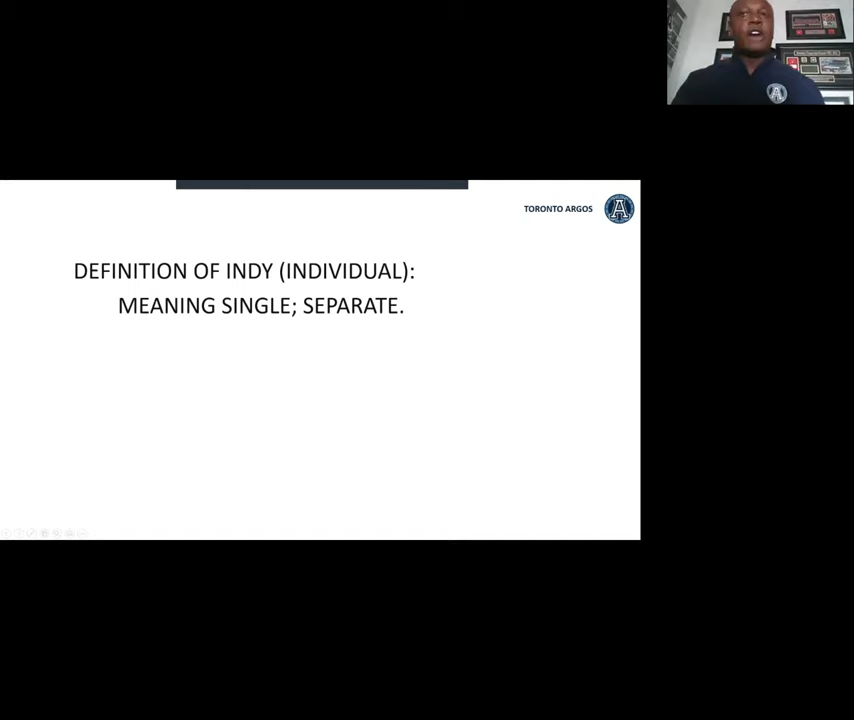 TORONTO ARGOS
DEFINITION OF INDY (INDIVIDUAL):
MEANING SINGLE; SEPARATE.